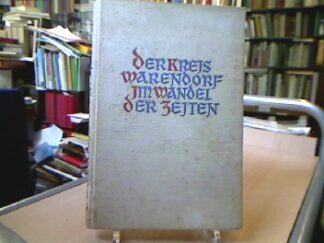 DER KREIS
WARENDORF
IM WANDEL
DER ZEITEN